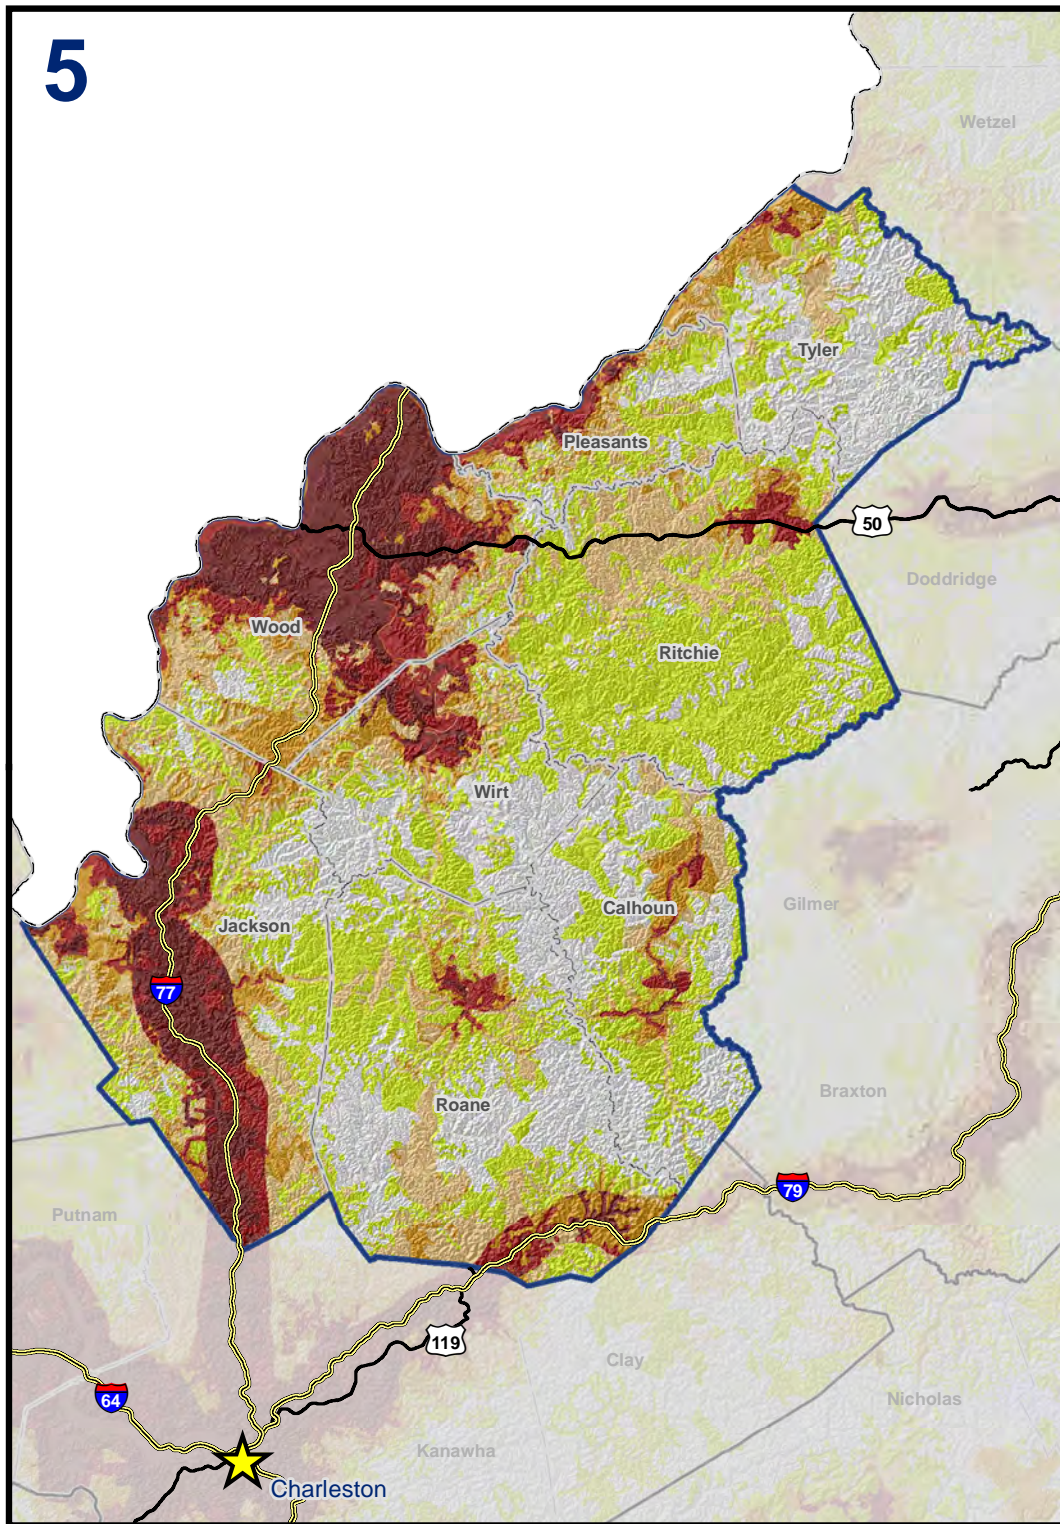 5
Wetzel
Tyler
Pleasants
50
Doddridge
Wood
Ritchie
Wirt
Calhoun
Gilmer
Jackson
77
Braxton
Roane
79
Putnam
119
Clay
64
Nicholas
Kanawha
Charleston